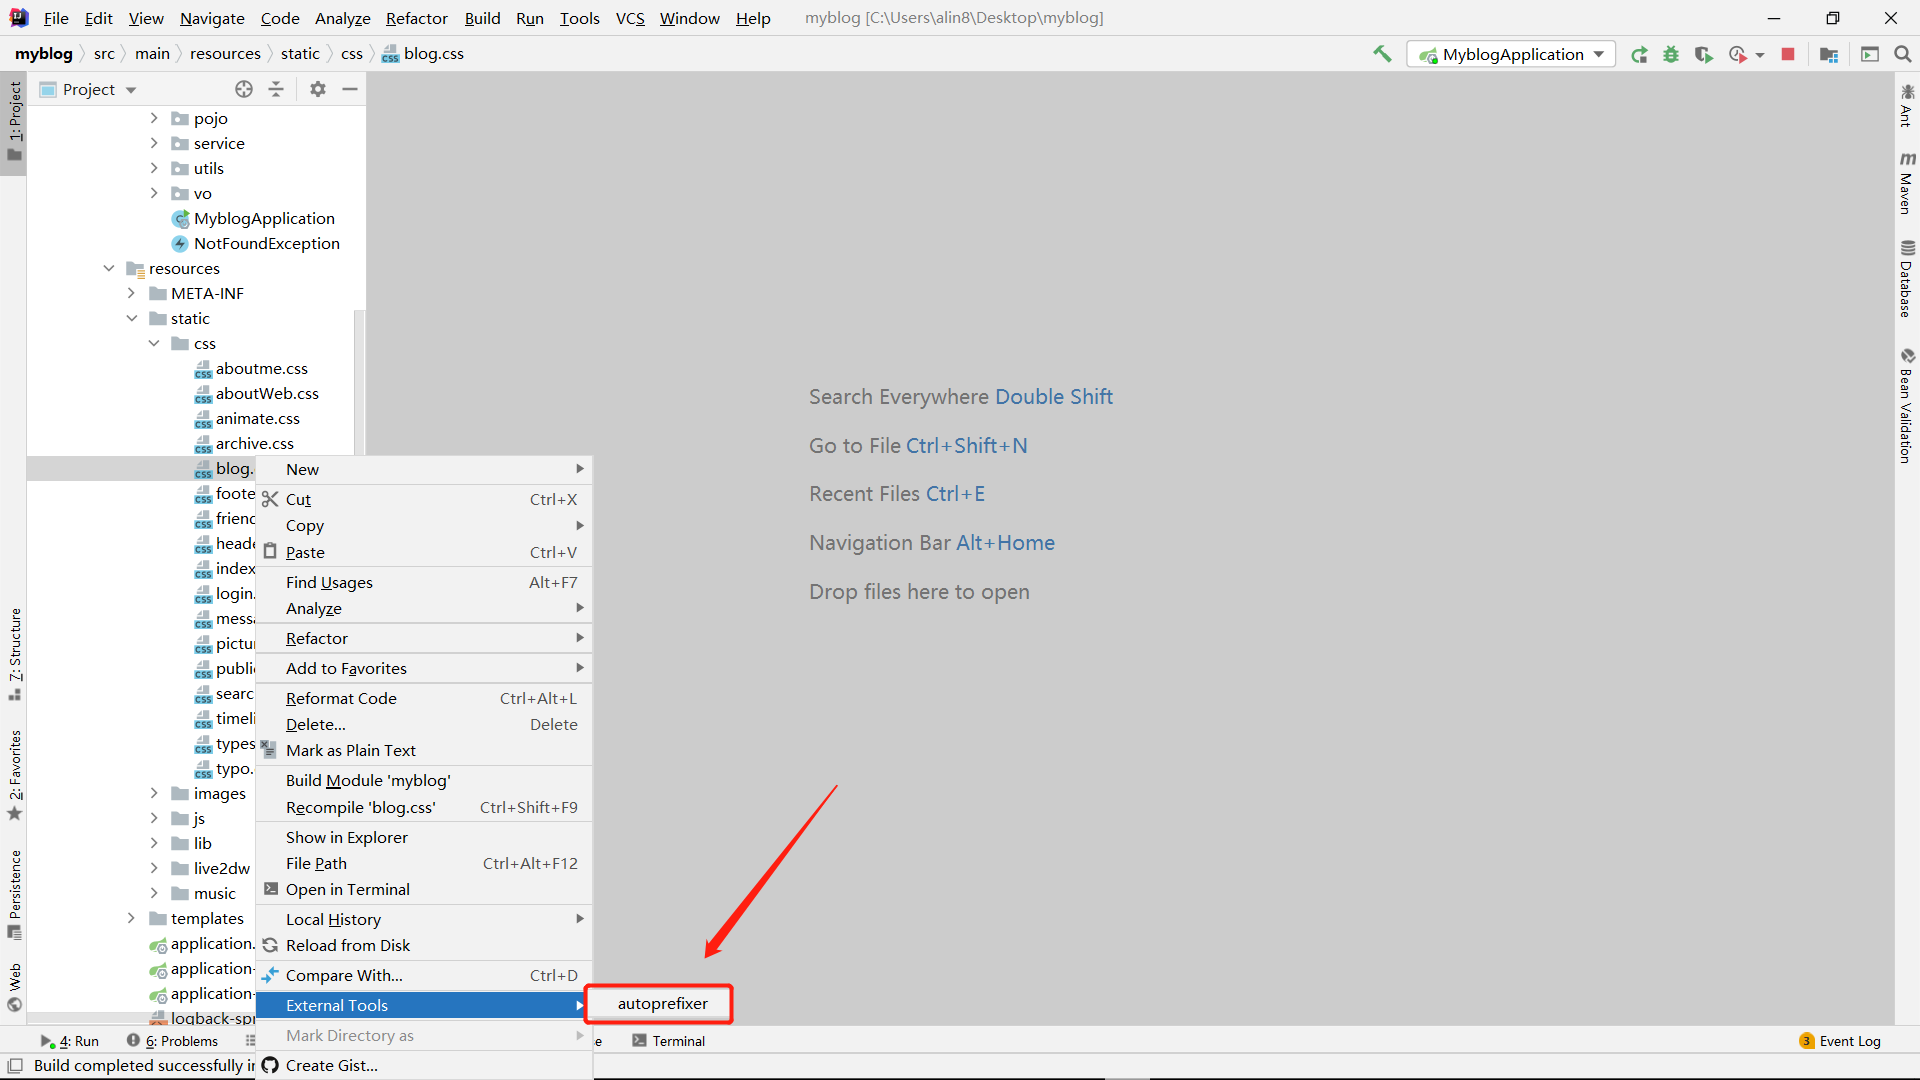 File Edit View Navigate Code Analyze Refactor Build Run Tools VCS Window Help myblog [C:\Users\alin8\Desktop\myblog]
myblog src main resources static css blog.css MyblogApplication
1: Project
Project
pojo
service
utils
vo
MyblogApplication
NotFoundException
resources
META-INF
static
css
aboutme.css
aboutWeb.css
animate.css
archive.css
blog.
foote
friend
heade
index
login.
messa
pictur
public
searc
timeli
types
typo.
images
js
lib
live2dw
music
templates
application.
application-
application-
logback-spr
New
Cut Ctrl+X
Copy
Paste Ctrl+V
Find Usages Alt+F7
Analyze
Refactor
Add to Favorites
Reformat Code Ctrl+Alt+L
Delete... Delete
Mark as Plain Text
Build Module 'myblog'
Recompile 'blog.css' Ctrl+Shift+F9
Show in Explorer
File Path Ctrl+Alt+F12
Open in Terminal
Local History
Reload from Disk
Compare With... Ctrl+D
External Tools
autoprefixer
Mark Directory as
Create Gist...
Search Everywhere Double Shift
Go to File Ctrl+Shift+N
Recent Files Ctrl+E
Navigation Bar Alt+Home
Drop files here to open
Ant
Maven
Database
Bean Validation
7: Structure
2: Favorites
Persistence
Web
4: Run 6: Problems Terminal 3 Event Log
Build completed successfully in